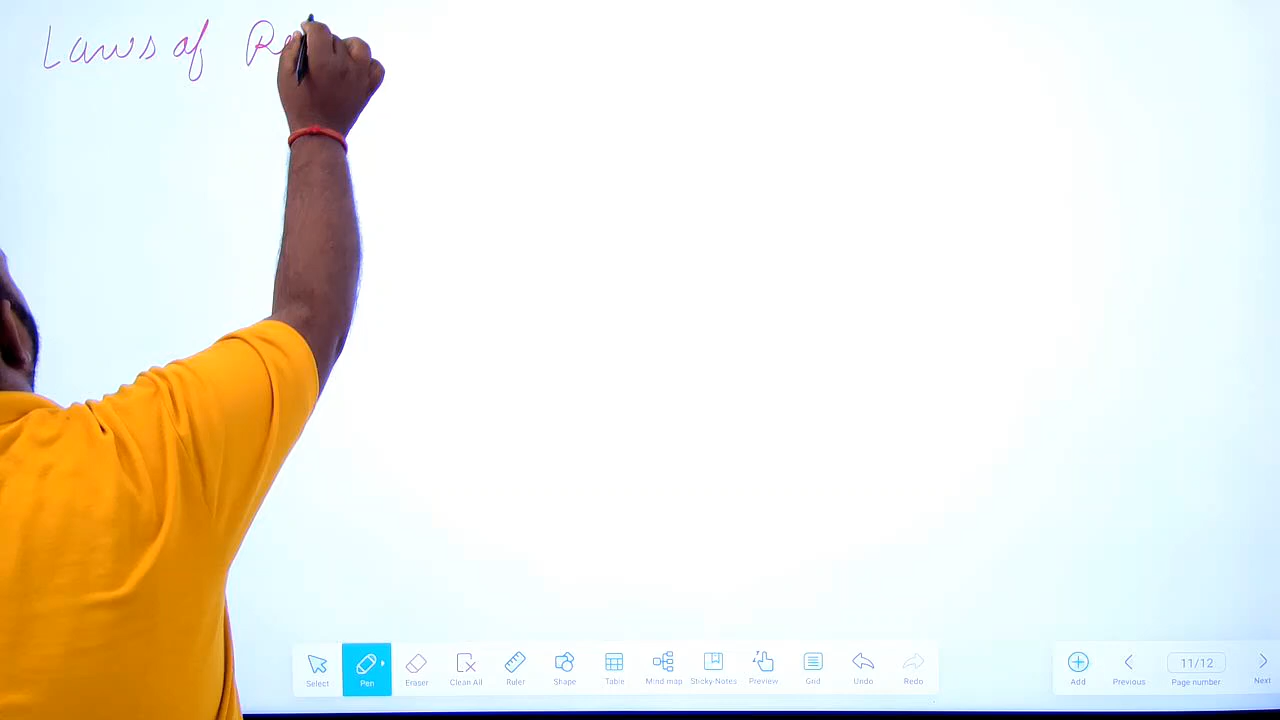 Laws of Re
Select
Pen
Eraser
Clean All
Ruler
Shape
Table
Mind map
Sticky-Notes
Preview
Grid
Undo
Redo
Add
Previous
11/12
Page number
Next